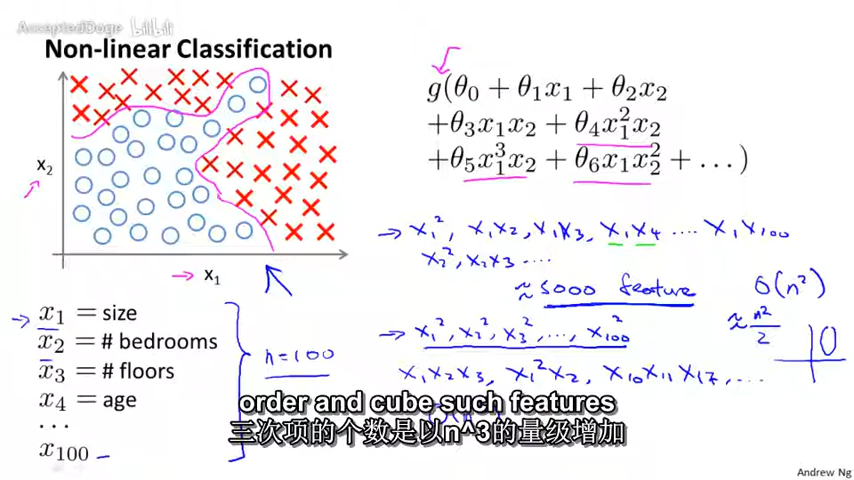 AcceptedDoge bilibili
Non-linear Classification
x₂
x₁
g(θ₀ + θ₁x₁ + θ₂x₂
+θ₃x₁x₂ + θ₄x₁²x₂
+θ₅x₁³x₂ + θ₆x₁x₂² + …)
→ x₁², x₁x₂, x₁x₃, x₁x₄ .... x₁x₁₀₀
x₂², x₂x₃ ....
≈ 5000 feature
O(n²)
≈ n²/2
x₁ = size
x₂ = # bedrooms
x₃ = # floors
x₄ = age
…
x₁₀₀
n=100
→ x₁², x₂², x₃², ..., x₁₀₀²
x₁x₂x₃, x₁²x₂, x₁₀x₁₁x₁₇, ....
order and cube such features
三次项的个数是以n^3的量级增加
Andrew Ng